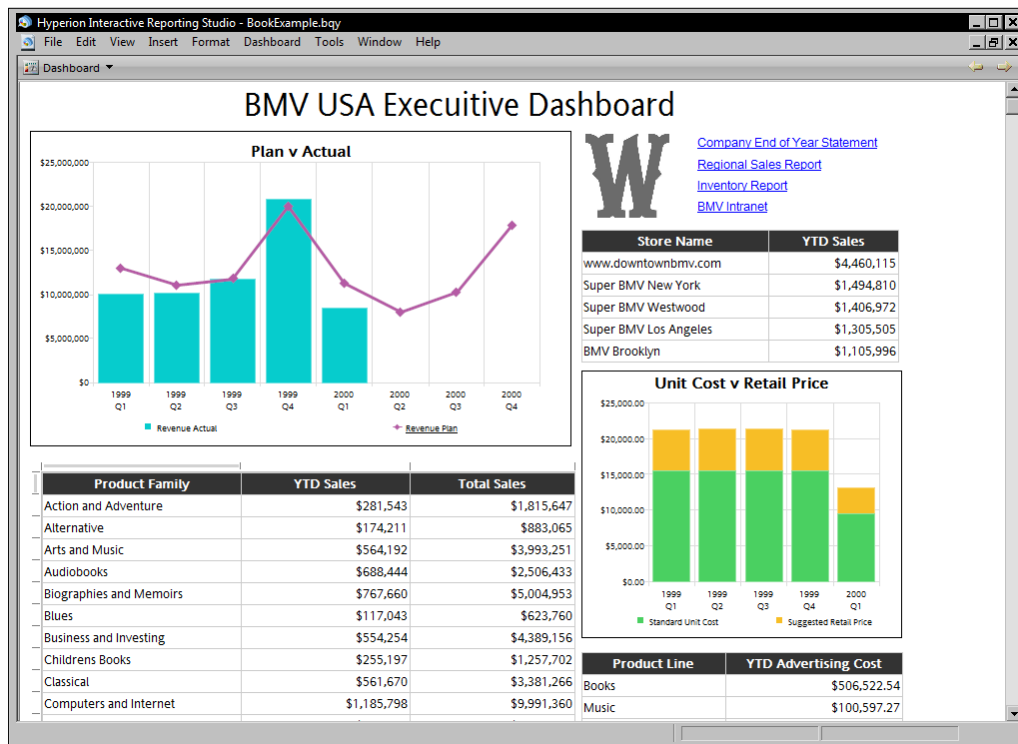 Hyperion Interactive Reporting Studio - BookExample.bqy
File Edit View Insert Format Dashboard Tools Window Help
Dashboard
BMV USA Execuitive Dashboard
Plan v Actual
$25,000,000
$20,000,000
$15,000,000
$10,000,000
$5,000,000
$0
1999 1999 1999 1999 2000 2000 2000 2000
Q1 Q2 Q3 Q4 Q1 Q2 Q3 Q4
Revenue Actual Revenue Plan
W
Company End of Year Statement
Regional Sales Report
Inventory Report
BMV Intranet
Store Name YTD Sales
www.downtownbmv.com $4,460,115
Super BMV New York $1,494,810
Super BMV Westwood $1,406,972
Super BMV Los Angeles $1,305,505
BMV Brooklyn $1,105,996
Unit Cost v Retail Price
$25,000.00
$20,000.00
$15,000.00
$10,000.00
$5,000.00
$0.00
1999 1999 1999 1999 2000
Q1 Q2 Q3 Q4 Q1
Standard Unit Cost Suggested Retail Price
Product Family YTD Sales Total Sales
Action and Adventure $281,543 $1,815,647
Alternative $174,211 $883,065
Arts and Music $564,192 $3,993,251
Audiobooks $688,444 $2,506,433
Biographies and Memoirs $767,660 $5,004,953
Blues $117,043 $623,760
Business and Investing $554,254 $4,389,156
Childrens Books $255,197 $1,257,702
Classical $561,670 $3,381,266
Computers and Internet $1,185,798 $9,991,360
Product Line YTD Advertising Cost
Books $506,522.54
Music $100,597.27